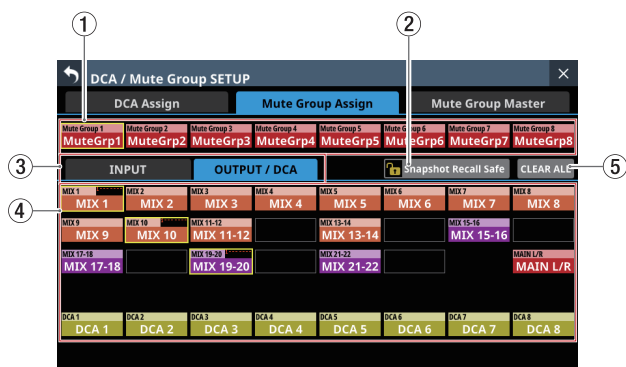 1 2
DCA / Mute Group SETUP
DCA Assign Mute Group Assign Mute Group Master
Mute Group 1 Mute Group 2 Mute Group 3 Mute Group 4 Mute Group 5 Mute Group 6 Mute Group 7 Mute Group 8
MuteGrp1 MuteGrp2 MuteGrp3 MuteGrp4 MuteGrp5 MuteGrp6 MuteGrp7 MuteGrp8
3 INPUT OUTPUT / DCA Snapshot Recall Safe CLEAR ALL 5
4
MIX 1 MIX 2 MIX 3 MIX 4 MIX 5 MIX 6 MIX 7 MIX 8
MIX 1 MIX 2 MIX 3 MIX 4 MIX 5 MIX 6 MIX 7 MIX 8
MIX 9 MIX 10 MIX 11-12 MIX 13-14 MIX 15-16
MIX 9 MIX 10 MIX 11-12 MIX 13-14 MIX 15-16
MIX 17-18 MIX 19-20 MIX 21-22 MAIN L/R
MIX 17-18 MIX 19-20 MIX 21-22 MAIN L/R
DCA 1 DCA 2 DCA 3 DCA 4 DCA 5 DCA 6 DCA 7 DCA 8
DCA 1 DCA 2 DCA 3 DCA 4 DCA 5 DCA 6 DCA 7 DCA 8